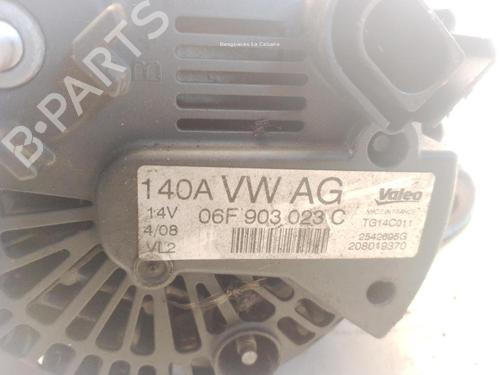 Desguaces La Cabaña
B-PARTS
B
140A VW AG
Valeo
14V
06F 903 023 C
MADE IN FRANCE
TG14C011
4/08
2542695G
VL2
208019370